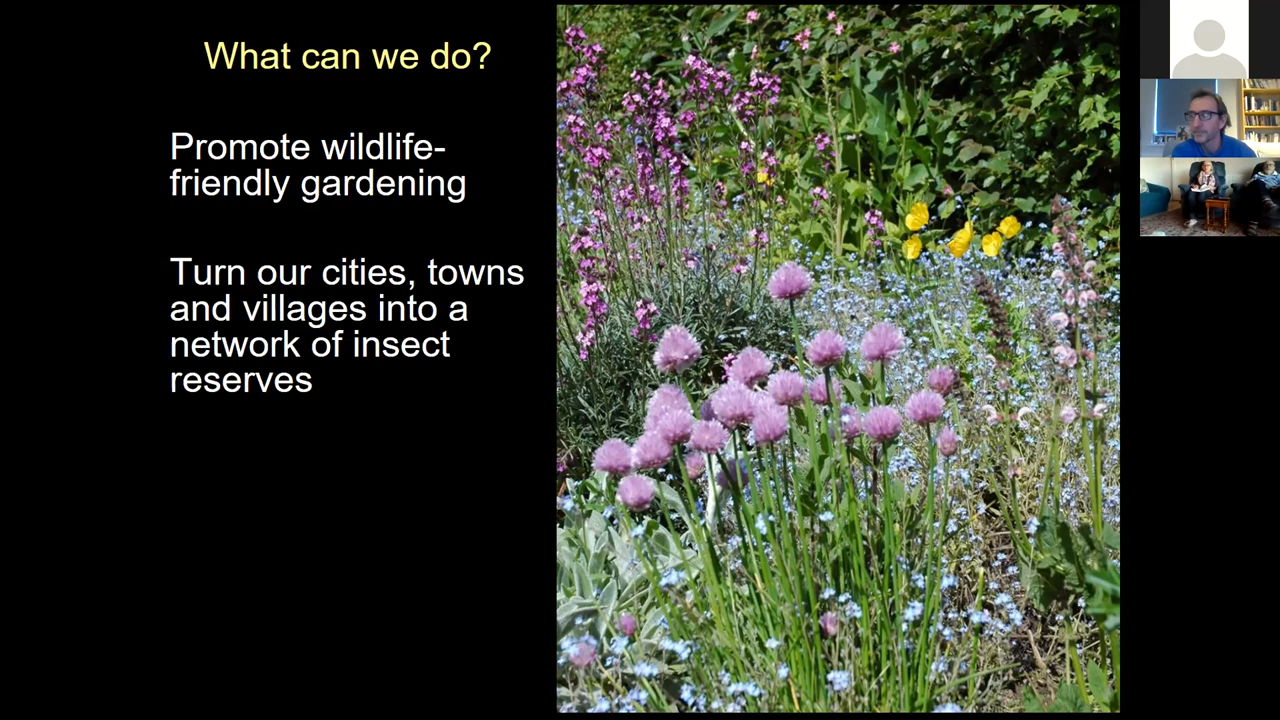 What can we do?
Promote wildlife-
friendly gardening
Turn our cities, towns
and villages into a
network of insect
reserves